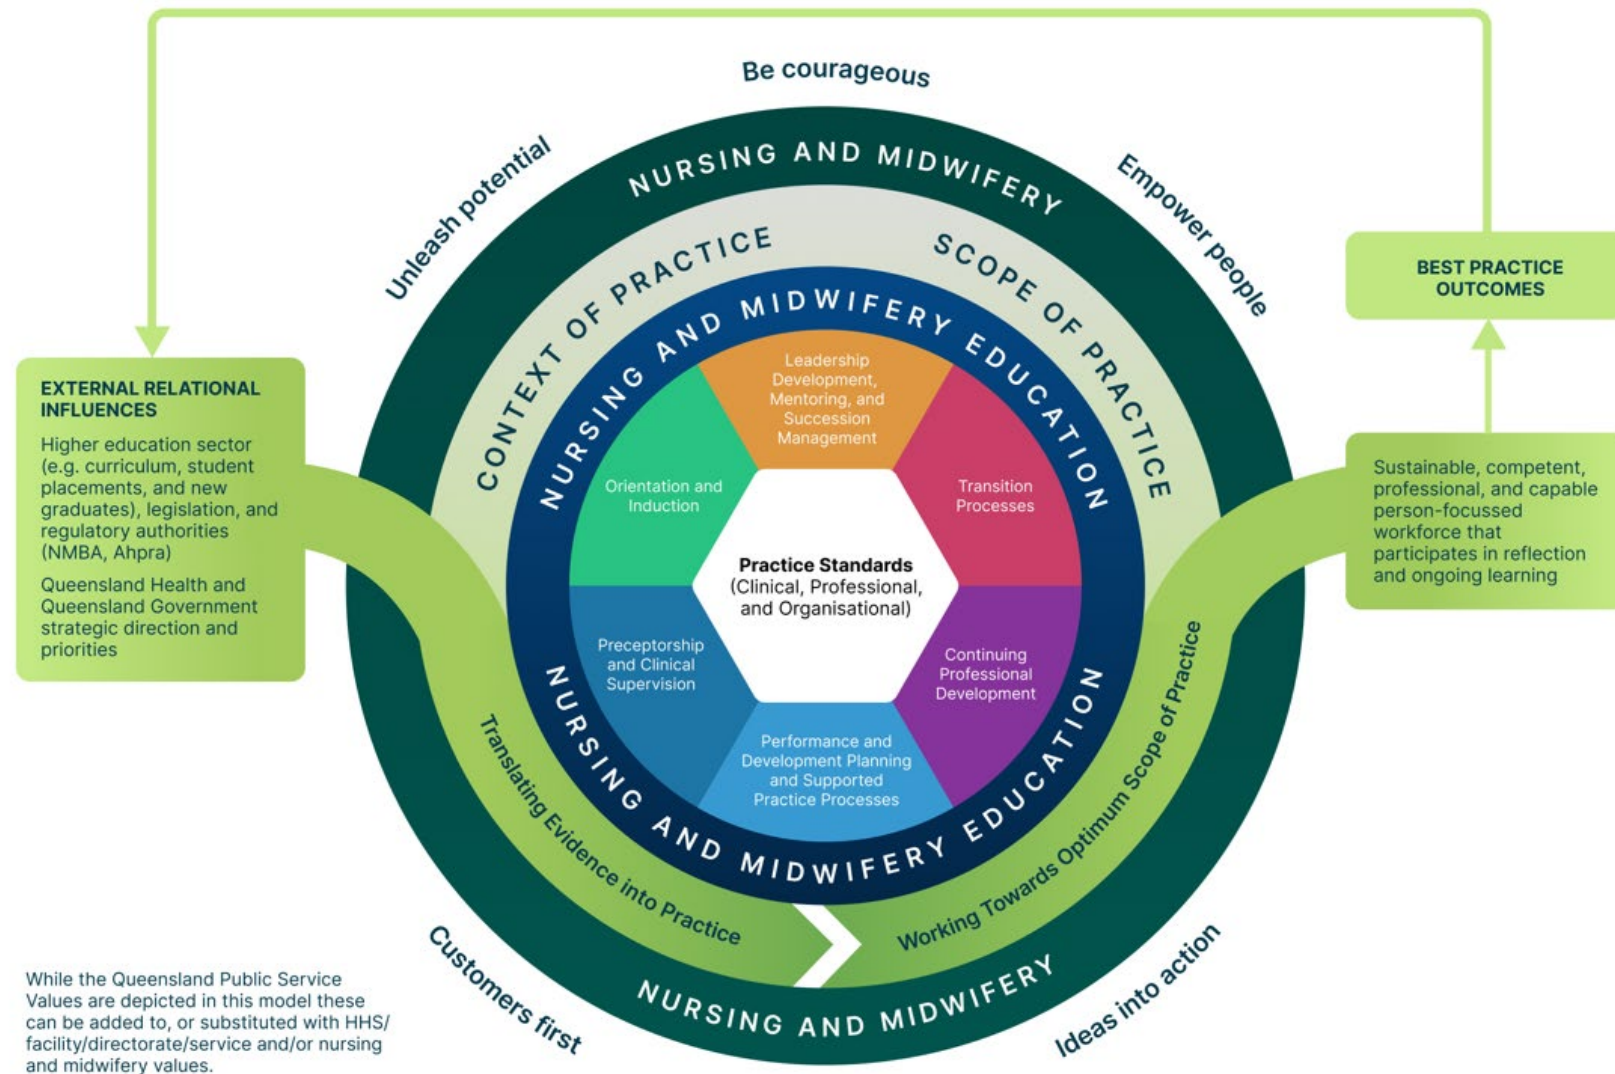 Be courageous
Unleash potential
Empower people
NURSING AND MIDWIFERY
CONTEXT OF PRACTICE
SCOPE OF PRACTICE
NURSING AND MIDWIFERY EDUCATION
BEST PRACTICE
OUTCOMES
EXTERNAL RELATIONAL
INFLUENCES
Higher education sector
(e.g. curriculum, student
placements, and new
graduates), legislation, and
regulatory authorities
(NMBA, Ahpra)
Queensland Health and
Queensland Government
strategic direction and
priorities
Leadership
Development,
Mentoring, and
Succession
Management
Orientation and
Induction
Transition
Processes
Practice Standards
(Clinical, Professional,
and Organisational)
Preceptorship
and Clinical
Supervision
Continuing
Professional
Development
Performance and
Development Planning
and Supported
Practice Processes
Sustainable, competent,
professional, and capable
person-focussed
workforce that
participates in reflection
and ongoing learning
NURSING AND MIDWIFERY EDUCATION
Translating Evidence into Practice
Working Towards Optimum Scope of Practice
NURSING AND MIDWIFERY
Customers first
Ideas into action
While the Queensland Public Service
Values are depicted in this model these
can be added to, or substituted with HHS/
facility/directorate/service and/or nursing
and midwifery values.